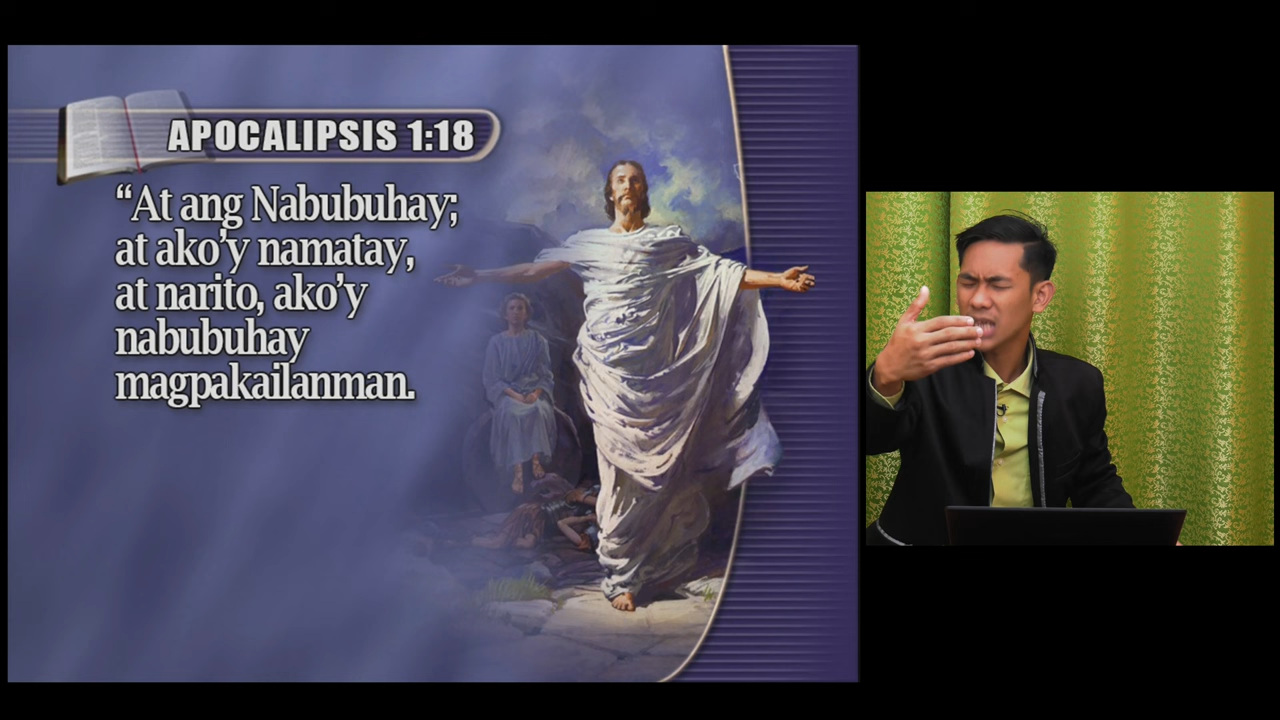 APOCALIPSIS 1:18
“At ang Nabubuhay;
at ako’y namatay,
at narito, ako’y
nabubuhay
magpakailanman.